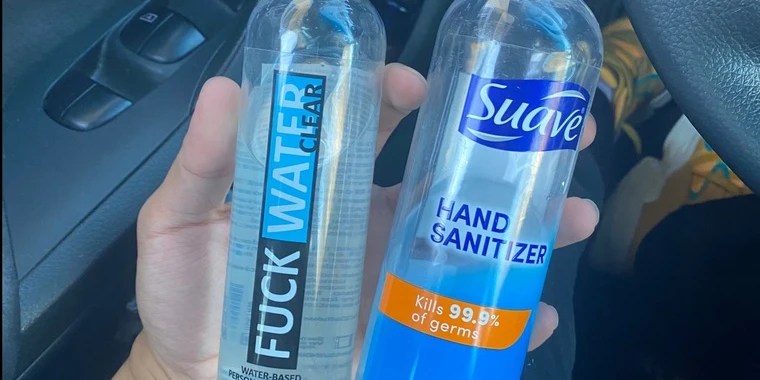 FUCK WATER
CLEAR
WATER-BASED
Suave
HAND
SANITIZER
Kills 99.9%
of germs